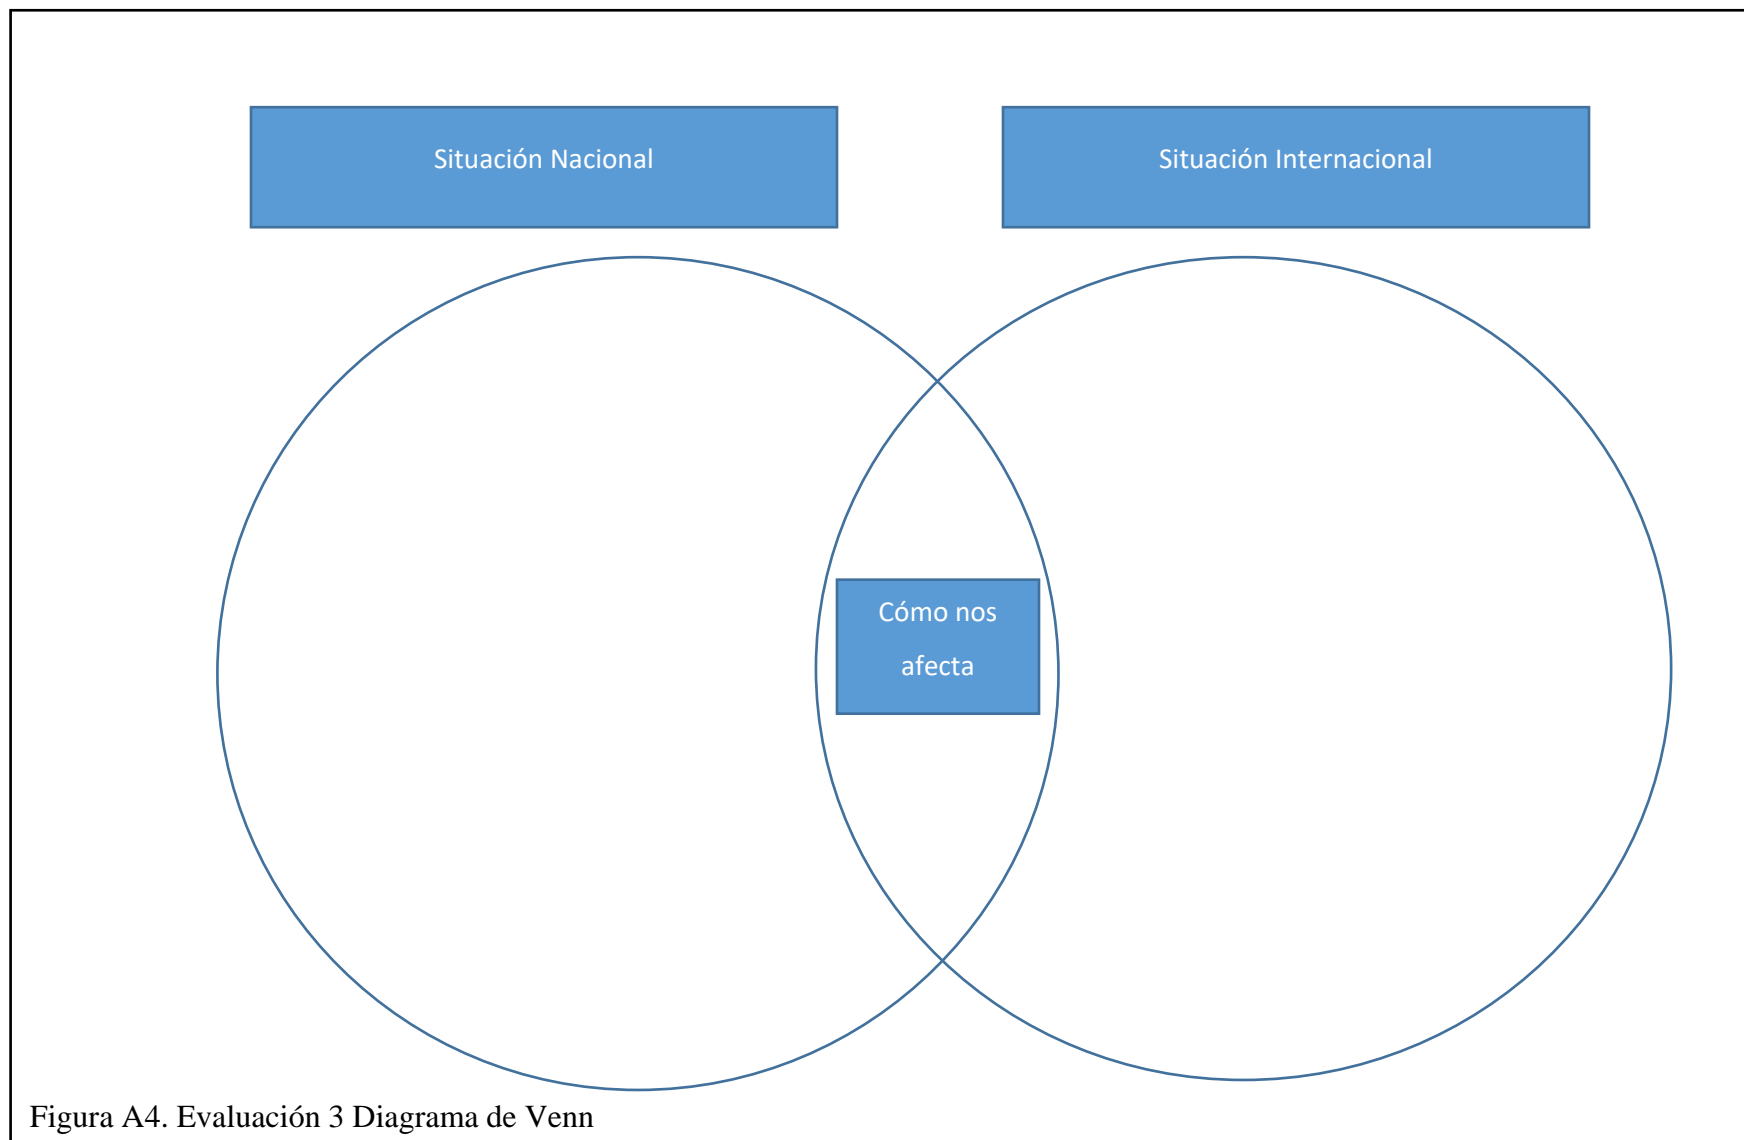 Situación Nacional
Situación Internacional
Cómo nos
afecta
Figura A4. Evaluación 3 Diagrama de Venn